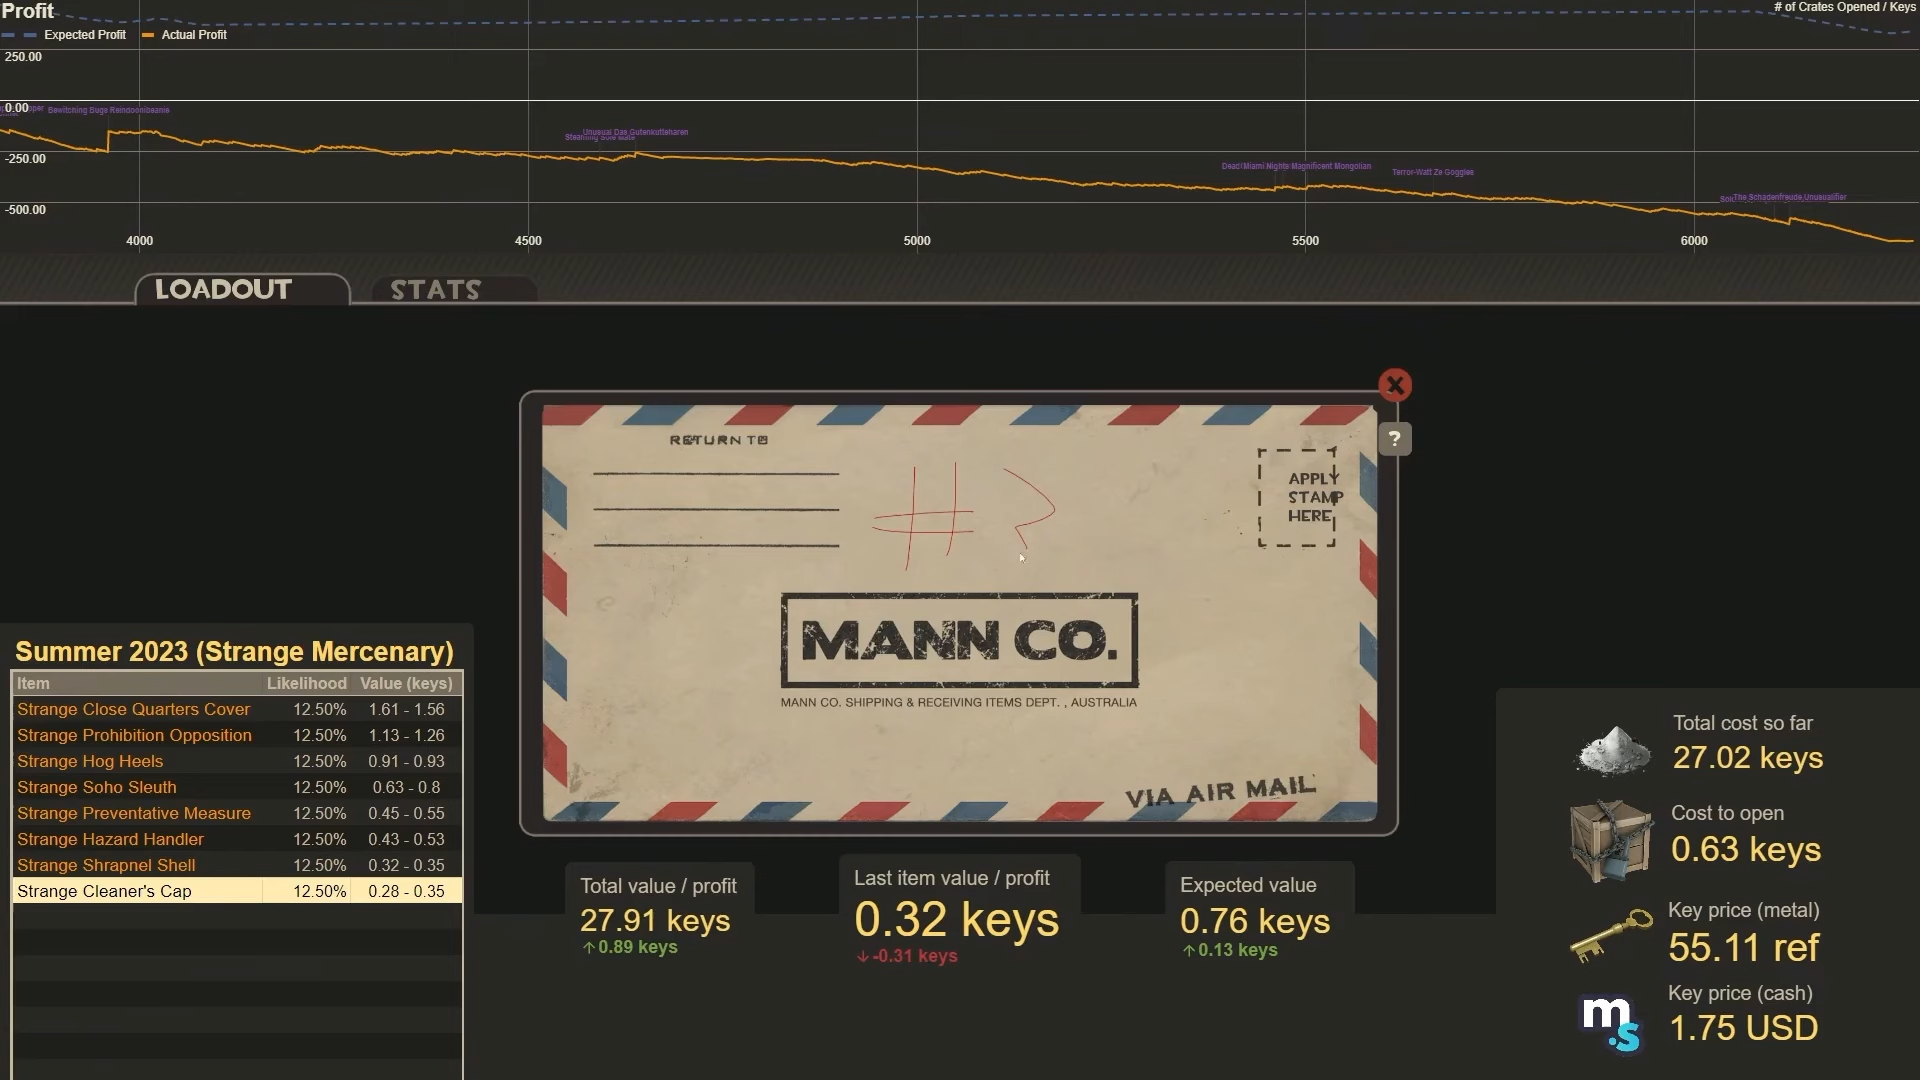 Profit
# of Crates Opened / Keys
Expected Profit
Actual Profit
250.00
0.00
Bewitching Buge Reindoonibeanie
Unusual Das Gutenkutteharen
-250.00
Miami Nights Magnificent Mongolian
Terror-Watt Ze Goggles
The Schadenfreude Unusualifier
-500.00
4000
4500
5000
5500
6000
LOADOUT
STATS
RETURN TO
#?
APPLY
STAMP
HERE
MANN CO.
MANN CO. SHIPPING & RECEIVING ITEMS DEPT. , AUSTRALIA
VIA AIR MAIL
X
?
Summer 2023 (Strange Mercenary)
Item Likelihood Value (keys)
Strange Close Quarters Cover 12.50% 1.61 - 1.56
Strange Prohibition Opposition 12.50% 1.13 - 1.26
Strange Hog Heels 12.50% 0.91 - 0.93
Strange Soho Sleuth 12.50% 0.63 - 0.8
Strange Preventative Measure 12.50% 0.45 - 0.55
Strange Hazard Handler 12.50% 0.43 - 0.53
Strange Shrapnel Shell 12.50% 0.32 - 0.35
Strange Cleaner's Cap 12.50% 0.28 - 0.35
Total value / profit
27.91 keys
↑0.89 keys
Last item value / profit
0.32 keys
↓-0.31 keys
Expected value
0.76 keys
↑0.13 keys
Total cost so far
27.02 keys
Cost to open
0.63 keys
Key price (metal)
55.11 ref
Key price (cash)
1.75 USD
m.s